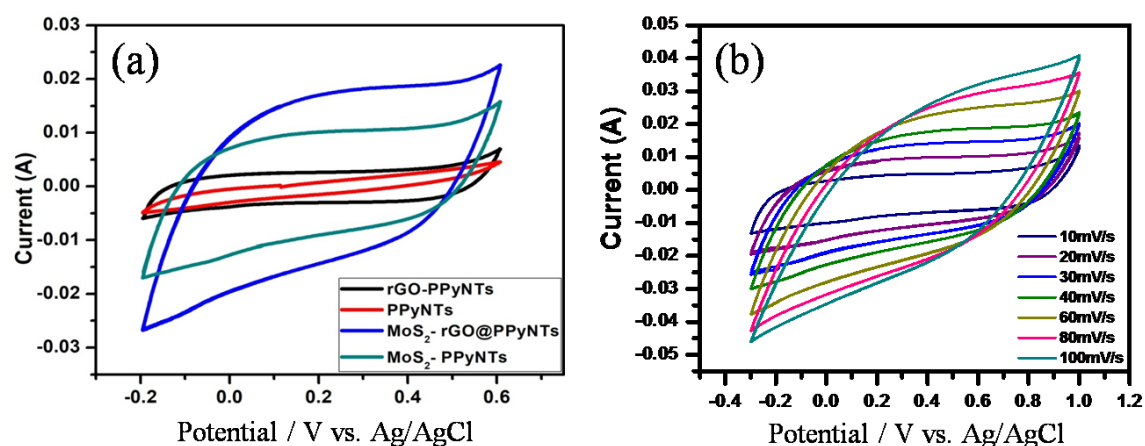 (a)
Current (A)
0.03
0.02
0.01
0.00
-0.01
-0.02
-0.03
rGO-PPyNTs
PPyNTs
MoS₂- rGO@PPyNTs
MoS₂- PPyNTs
-0.2 0.0 0.2 0.4 0.6
Potential / V vs. Ag/AgCl
(b)
Current (A)
0.05
0.04
0.03
0.02
0.01
0.00
-0.01
-0.02
-0.03
-0.04
-0.05
10mV/s
20mV/s
30mV/s
40mV/s
60mV/s
80mV/s
100mV/s
-0.2 0.0 0.2 0.4 0.6 0.8 1.0 1.2
Potential / V vs. Ag/AgCl